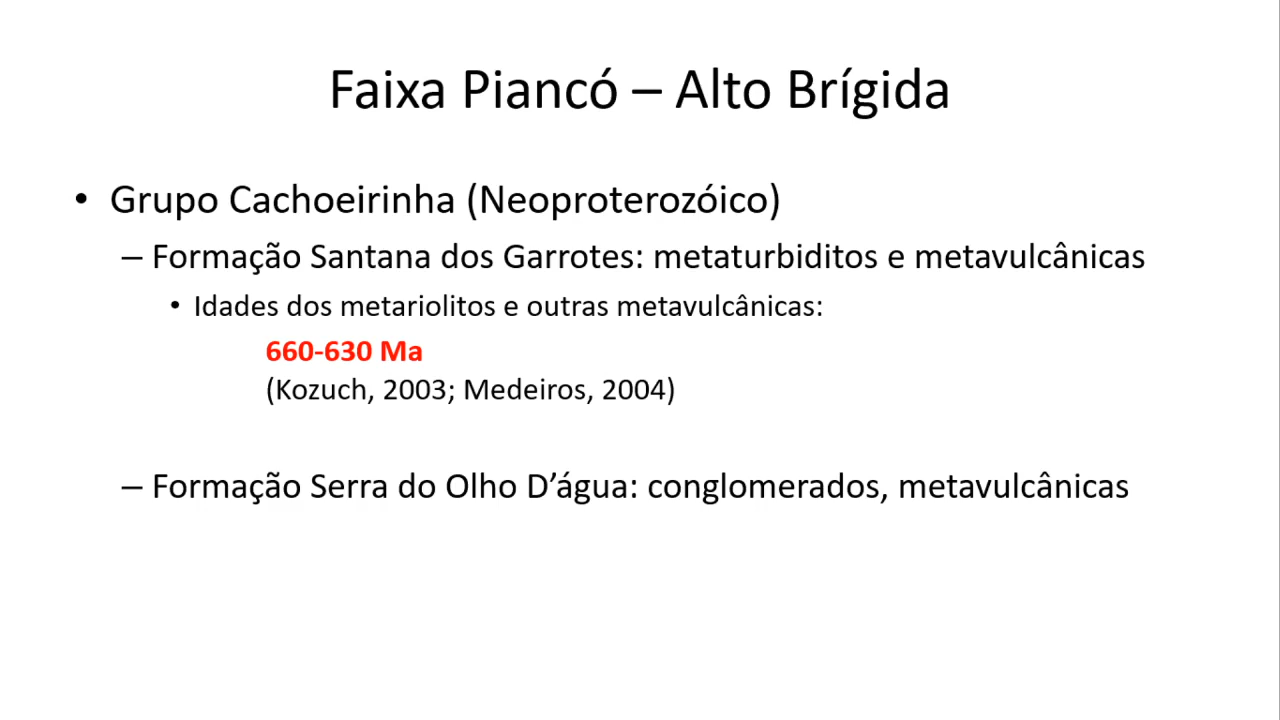 Faixa Piancó – Alto Brígida
• Grupo Cachoeirinha (Neoproterozóico)
– Formação Santana dos Garrotes: metaturbiditos e metavulcânicas
• Idades dos metariolitos e outras metavulcânicas:
660-630 Ma
(Kozuch, 2003; Medeiros, 2004)
– Formação Serra do Olho D’água: conglomerados, metavulcânicas